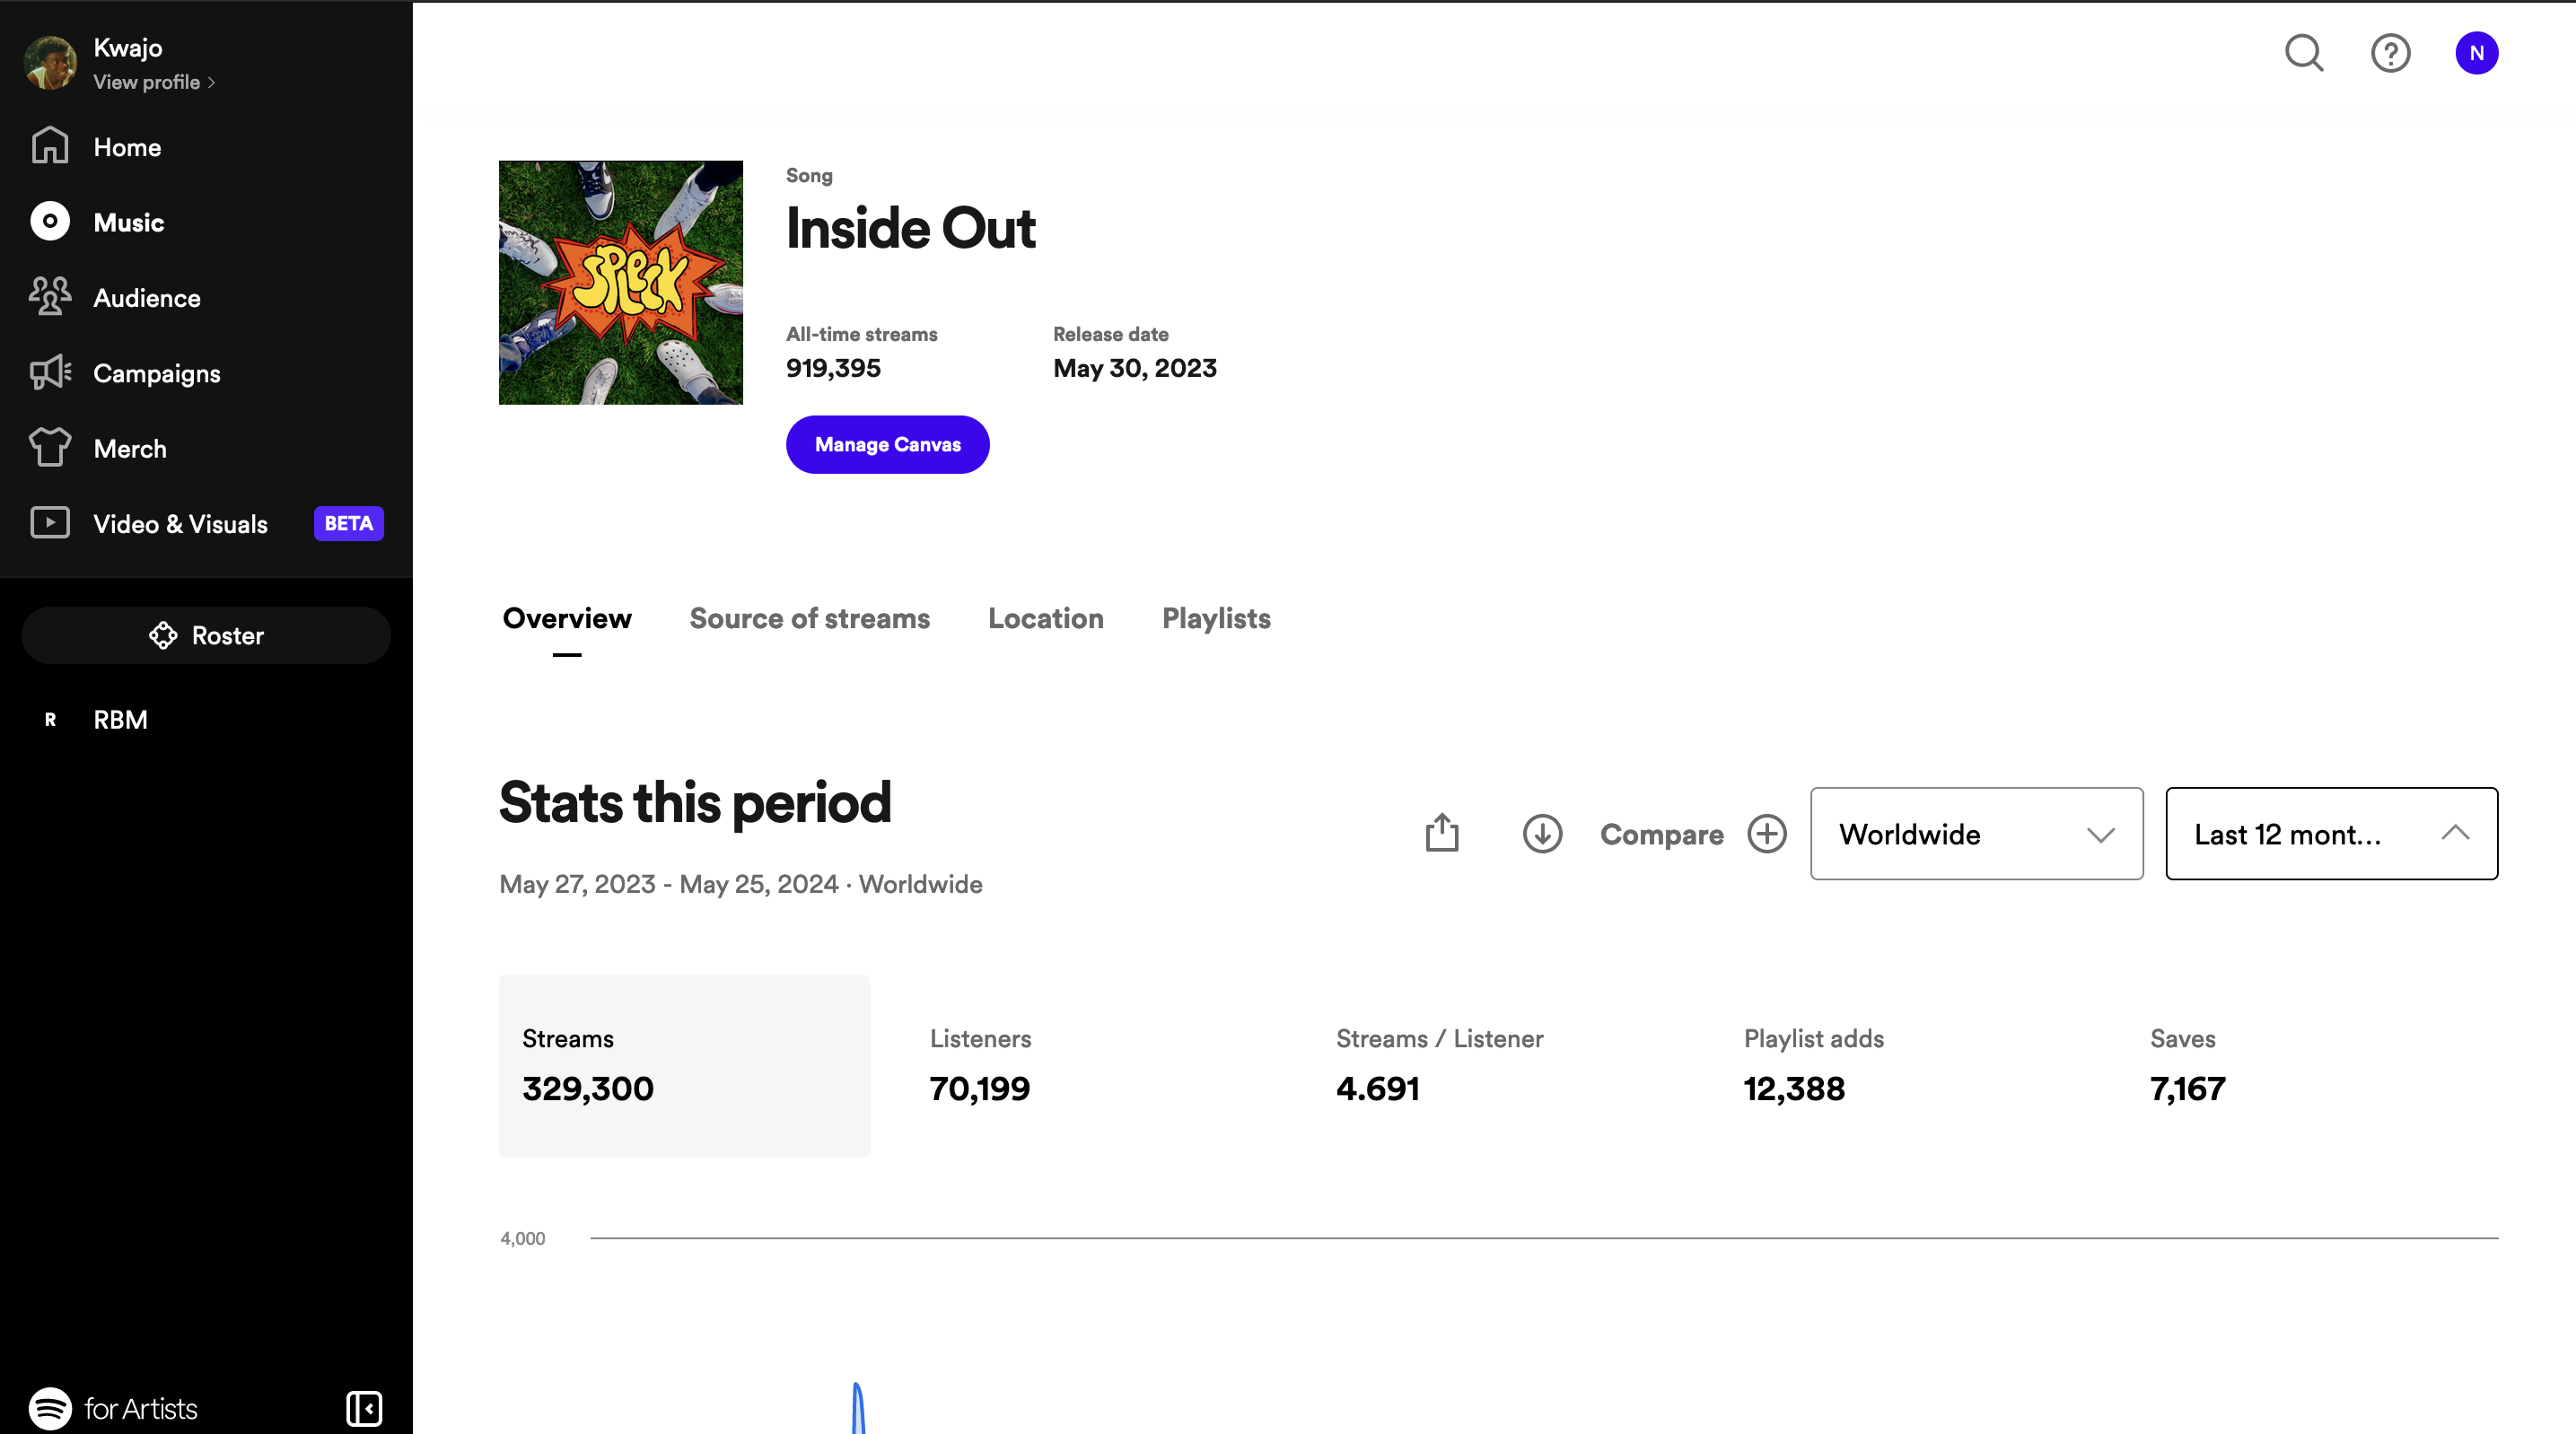 Kwajo
View profile
Home
Music
Audience
Campaigns
Merch
Video & Visuals BETA
Roster
R RBM
for Artists
N
SPLECK
Song
Inside Out
All-time streams Release date
919,395 May 30, 2023
Manage Canvas
Overview Source of streams Location Playlists
Stats this period
Compare Worldwide Last 12 mont...
May 27, 2023 - May 25, 2024 · Worldwide
Streams Listeners Streams / Listener Playlist adds Saves
329,300 70,199 4.691 12,388 7,167
4,000